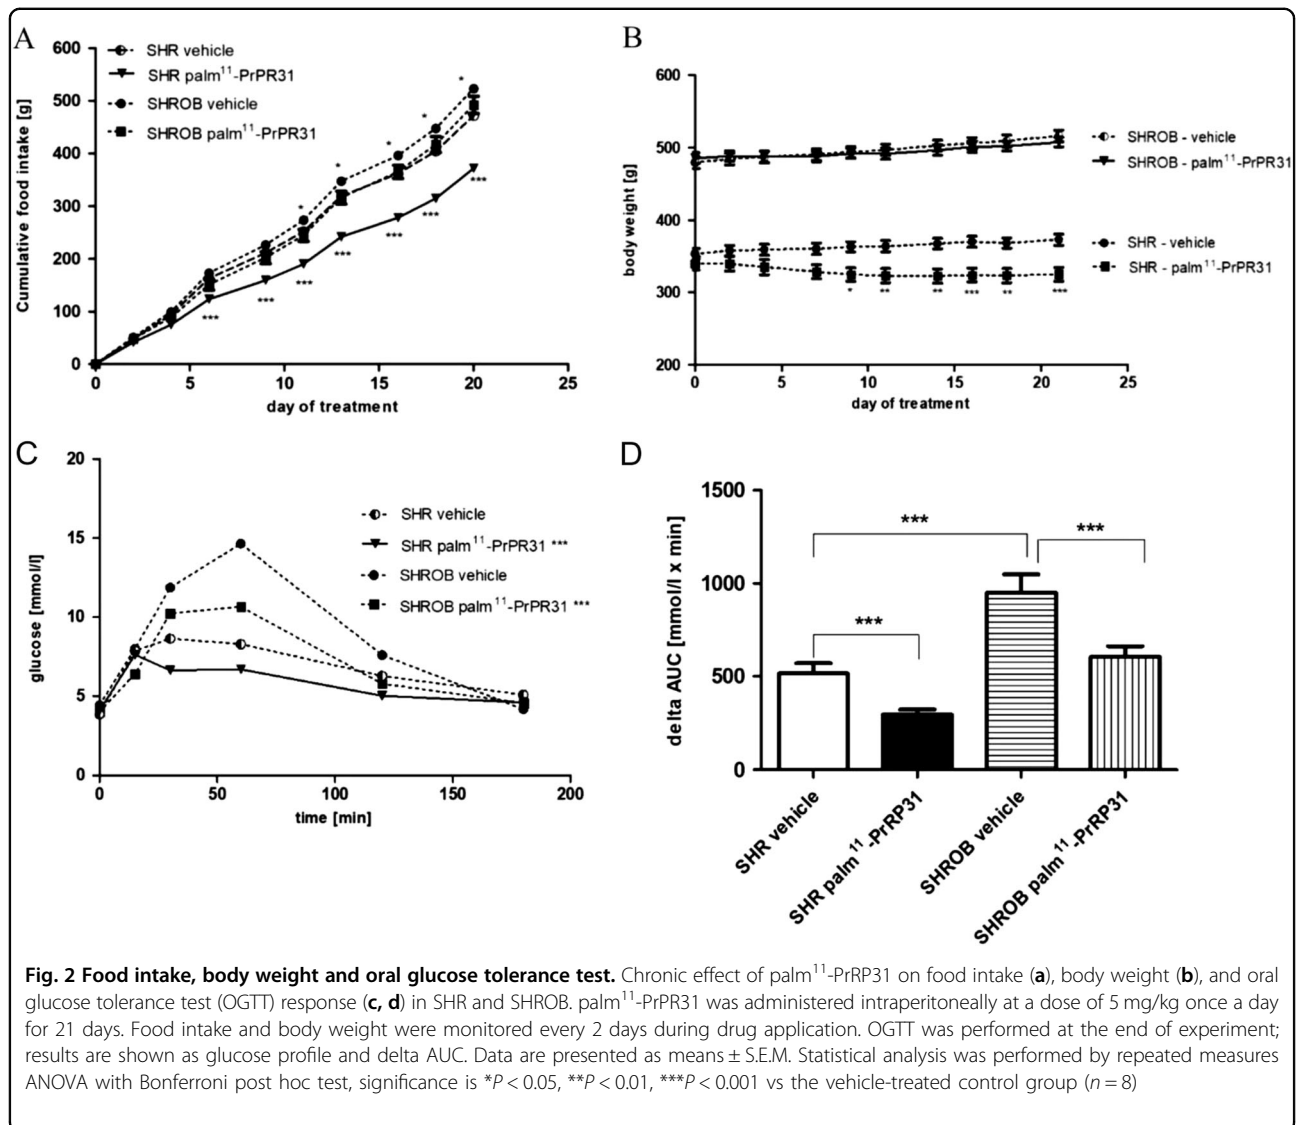 A
600
500
400
300
200
100
0
Cumulative food intake [g]
0 5 10 15 20 25
day of treatment
SHR vehicle
SHR palm¹¹-PrPR31
SHROB vehicle
SHROB palm¹¹-PrPR31
* * * * *
*** *** *** *** *** *** ***
B
600
500
400
300
200
body weight [g]
0 5 10 15 20 25
day of treatment
SHROB - vehicle
SHROB - palm¹¹-PrPR31
SHR - vehicle
SHR - palm¹¹-PrPR31
* ** ** *** ** ***
C
20
15
10
5
0
glucose [mmol/l]
0 50 100 150 200
time [min]
SHR vehicle
SHR palm¹¹-PrPR31 ***
SHROB vehicle
SHROB palm¹¹-PrPR31 ***
D
1500
1000
500
0
delta AUC [mmol/l x min]
***
***
***
SHR vehicle
SHR palm¹¹-PrRP31
SHROB vehicle
SHROB palm¹¹-PrRP31
Fig. 2 Food intake, body weight and oral glucose tolerance test. Chronic effect of palm¹¹-PrRP31 on food intake (a), body weight (b), and oral
glucose tolerance test (OGTT) response (c, d) in SHR and SHROB. palm¹¹-PrPR31 was administered intraperitoneally at a dose of 5 mg/kg once a day
for 21 days. Food intake and body weight were monitored every 2 days during drug application. OGTT was performed at the end of experiment;
results are shown as glucose profile and delta AUC. Data are presented as means ± S.E.M. Statistical analysis was performed by repeated measures
ANOVA with Bonferroni post hoc test, significance is *P < 0.05, **P < 0.01, ***P < 0.001 vs the vehicle-treated control group (n = 8)